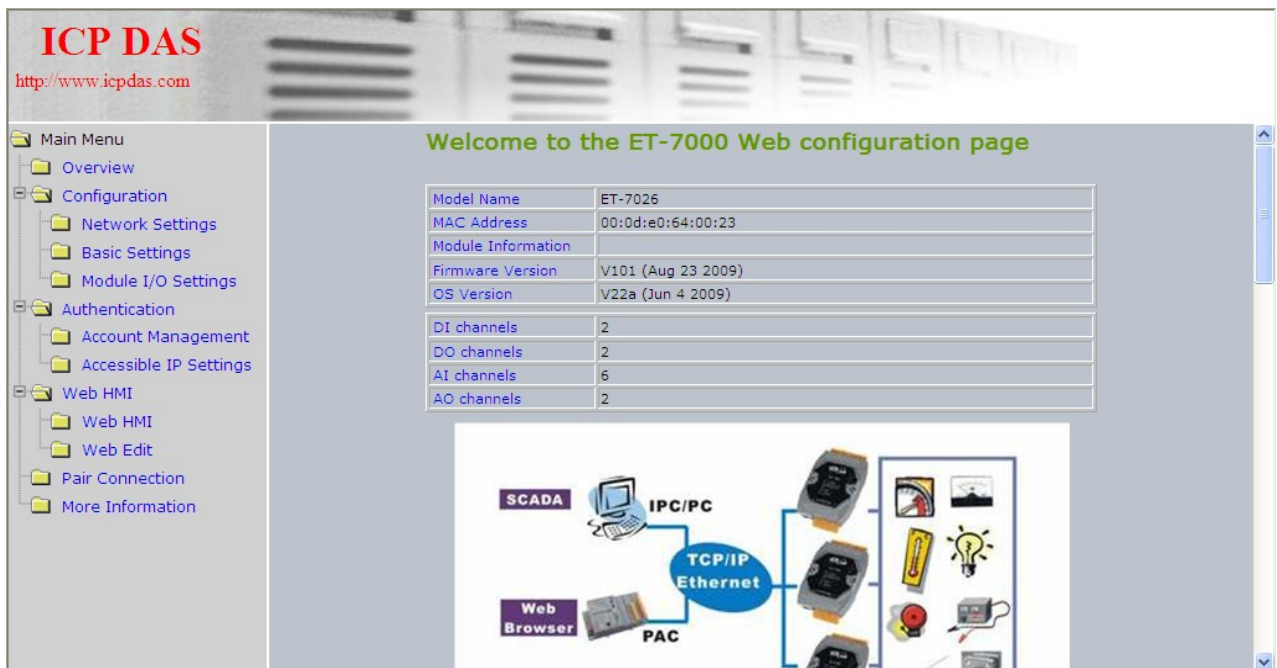 ICP DAS
http://www.icpdas.com
Main Menu
Overview
Configuration
Network Settings
Basic Settings
Module I/O Settings
Authentication
Account Management
Accessible IP Settings
Web HMI
Web HMI
Web Edit
Pair Connection
More Information
Welcome to the ET-7000 Web configuration page
Model Name ET-7026
MAC Address 00:0d:e0:64:00:23
Module Information
Firmware Version V101 (Aug 23 2009)
OS Version V22a (Jun 4 2009)
DI channels 2
DO channels 2
AI channels 6
AO channels 2
SCADA
IPC/PC
TCP/IP
Ethernet
Web
Browser
PAC